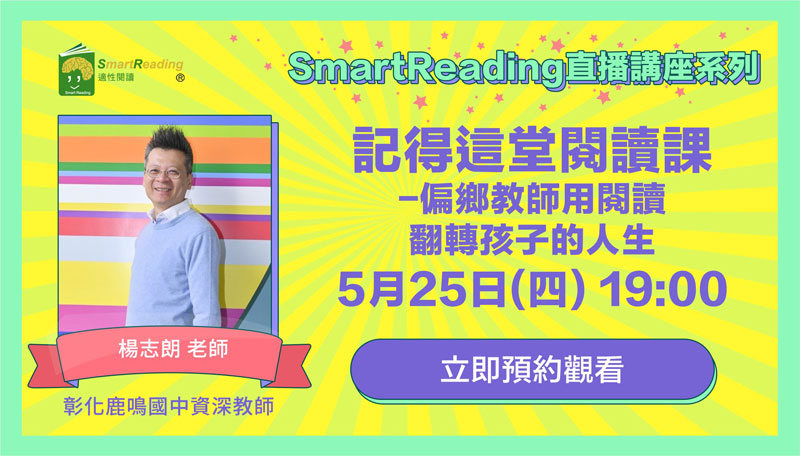 SmartReading
適性閱讀
®
Smart Reading
SmartReading直播講座系列
記得這堂閱讀課
–偏鄉教師用閱讀
翻轉孩子的人生
5月25日(四) 19:00
立即預約觀看
楊志朗 老師
彰化鹿鳴國中資深教師